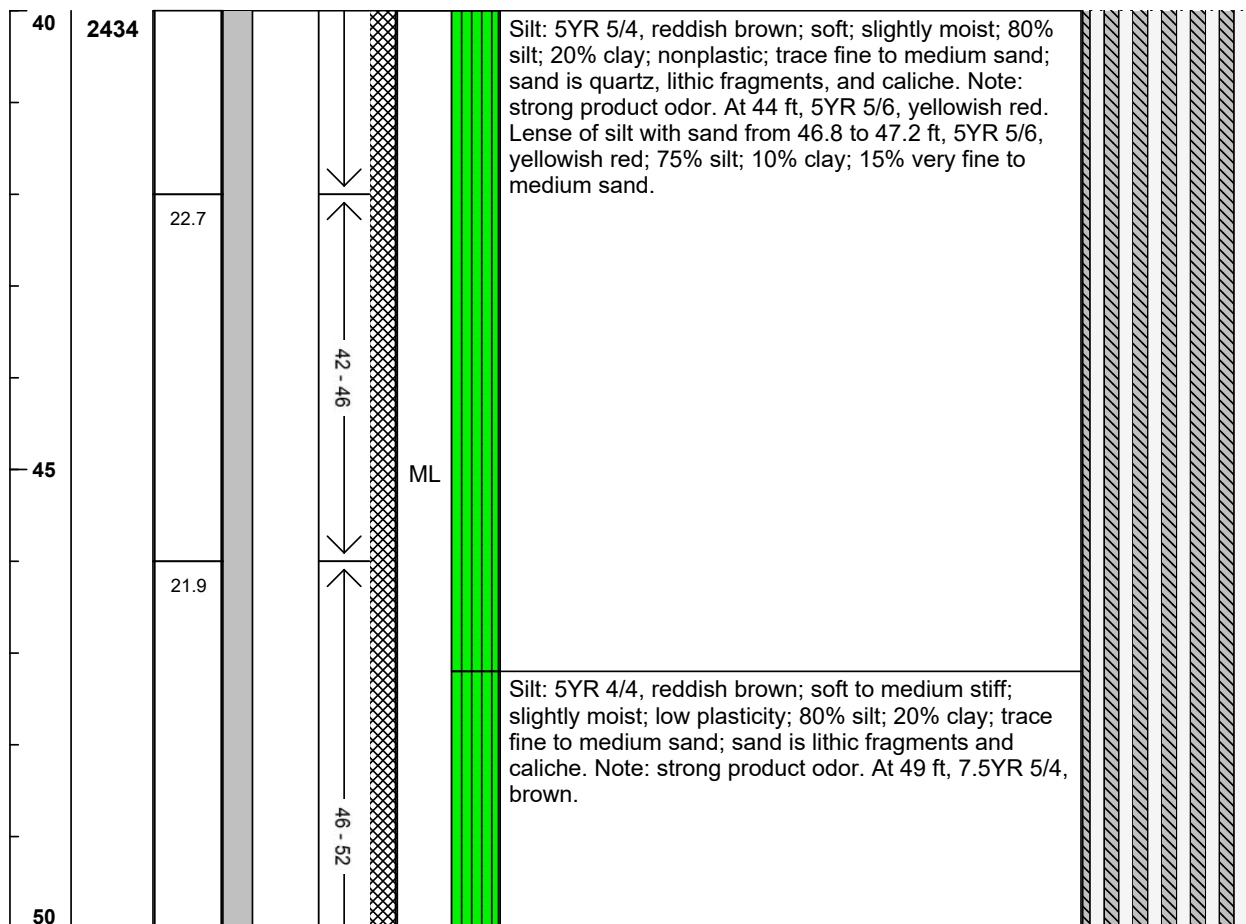 40
2434
Silt: 5YR 5/4, reddish brown; soft; slightly moist; 80%
silt; 20% clay; nonplastic; trace fine to medium sand;
sand is quartz, lithic fragments, and caliche. Note:
strong product odor. At 44 ft, 5YR 5/6, yellowish red.
Lense of silt with sand from 46.8 to 47.2 ft, 5YR 5/6,
yellowish red; 75% silt; 10% clay; 15% very fine to
medium sand.
22.7
42 - 46
45
ML
21.9
Silt: 5YR 4/4, reddish brown; soft to medium stiff;
slightly moist; low plasticity; 80% silt; 20% clay; trace
fine to medium sand; sand is lithic fragments and
caliche. Note: strong product odor. At 49 ft, 7.5YR 5/4,
brown.
46 - 52
50